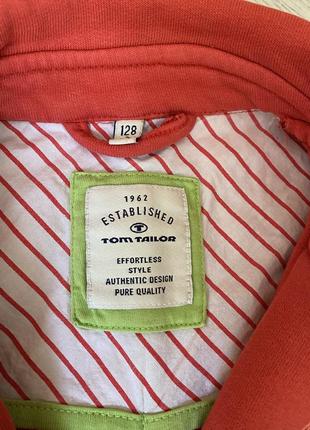 128
1962
ESTABLISHED
TOM TAILOR
EFFORTLESS
STYLE
AUTHENTIC DESIGN
PURE QUALITY